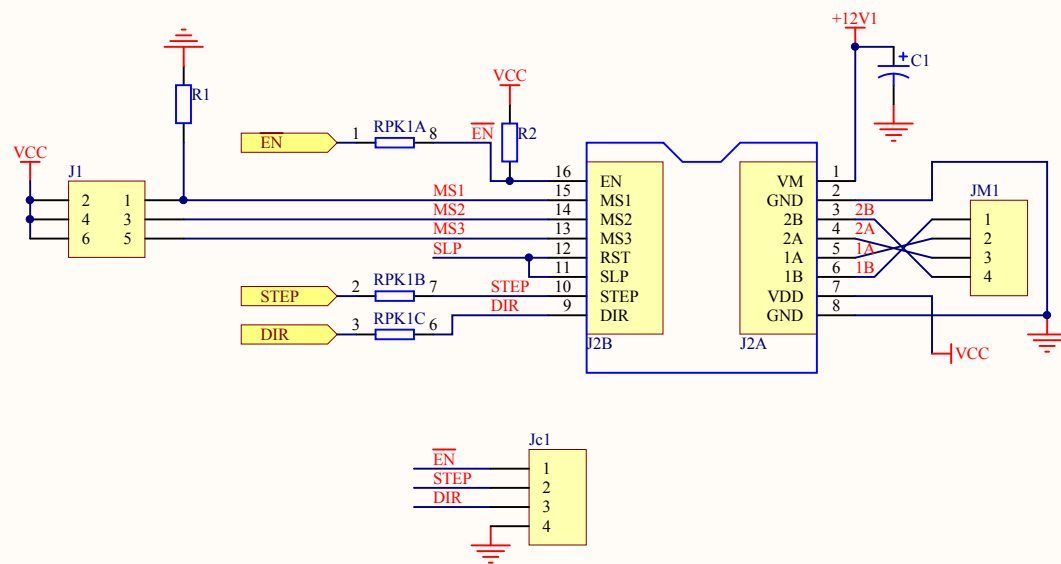 +12V1
C1
R1
VCC
R2
EN
1
RPK1A
8
EN
VCC
J1
2
1
4
3
6
5
MS1
MS2
MS3
SLP
STEP
2
RPK1B
7
STEP
DIR
3
RPK1C
6
DIR
16
EN
15
MS1
14
MS2
13
MS3
12
RST
11
SLP
10
STEP
9
DIR
J2B
VM
1
GND
2
2B
3
2B
2A
4
2A
1A
5
1A
1B
6
1B
VDD
7
GND
8
J2A
JM1
1
2
3
4
VCC
Jc1
EN
1
STEP
2
DIR
3
4